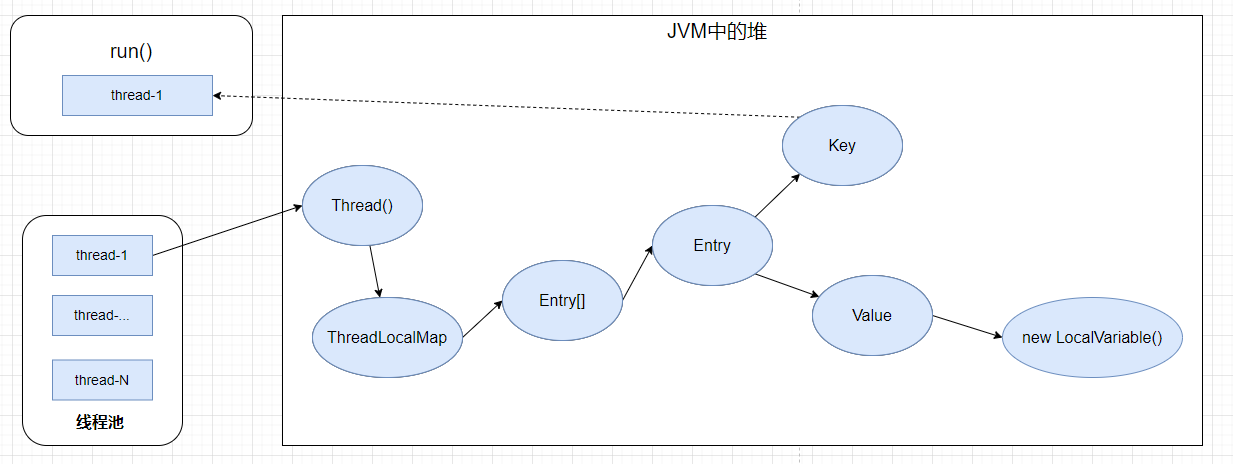 JVM中的堆
run()
thread-1
Key
Thread()
thread-1
Entry
thread-...
Entry[]
Value
ThreadLocalMap
new LocalVariable()
thread-N
线程池